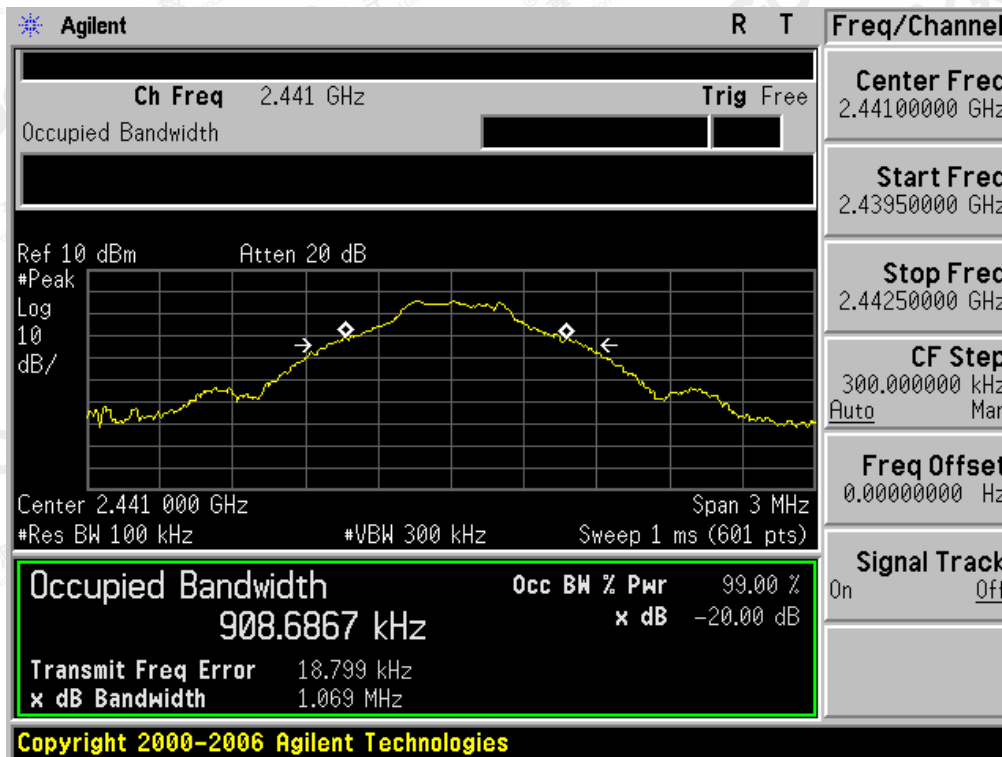 Agilent R T
Ch Freq 2.441 GHz Trig Free
Occupied Bandwidth
Ref 10 dBm Atten 20 dB
#Peak
Log
10
dB/
Center 2.441 000 GHz Span 3 MHz
#Res BW 100 kHz #VBW 300 kHz Sweep 1 ms (601 pts)
Occupied Bandwidth
908.6867 kHz
Occ BW % Pwr 99.00 %
x dB -20.00 dB
Transmit Freq Error 18.799 kHz
x dB Bandwidth 1.069 MHz
Copyright 2000-2006 Agilent Technologies
Freq/Channel
Center Freq
2.44100000 GHz
Start Freq
2.43950000 GHz
Stop Freq
2.44250000 GHz
CF Step
300.000000 kHz
Auto Man
Freq Offset
0.00000000 Hz
Signal Track
On Off